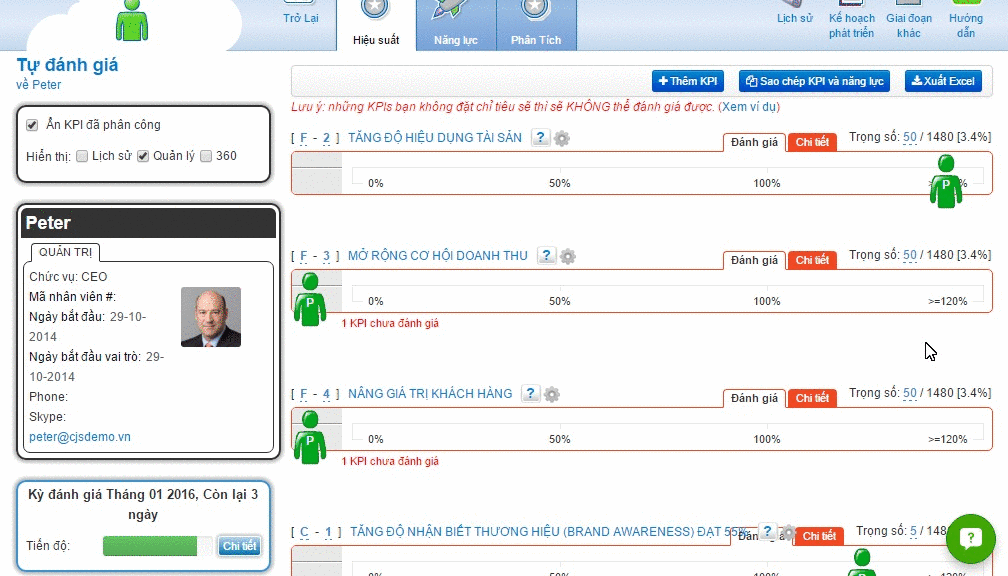 Trở Lại
Hiệu suất
Năng lực
Phân Tích
Lịch sử
Kế hoạch
phát triển
Giai đoạn
khác
Hướng
dẫn
Tự đánh giá
về Peter
Ẩn KPI đã phân công
Hiển thị: Lịch sử Quản lý 360
Peter
QUẢN TRỊ
Chức vụ: CEO
Mã nhân viên #:
Ngày bắt đầu: 29-10-
2014
Ngày bắt đầu vai trò: 29-
10-2014
Phone:
Skype:
peter@cjsdemo.vn
Kỳ đánh giá Tháng 01 2016, Còn lại 3
ngày
Tiến độ: Chi tiết
+ Thêm KPI Sao chép KPI và năng lực Xuất Excel
Lưu ý: những KPIs bạn không đặt chỉ tiêu sẽ thì sẽ KHÔNG thể đánh giá được. (Xem ví dụ)
[ F - 2 ] TĂNG ĐỘ HIỆU DỤNG TÀI SẢN ? Đánh giá Chi tiết Trọng số: 50 / 1480 [3.4%]
0% 50% 100% P
[ F - 3 ] MỞ RỘNG CƠ HỘI DOANH THU ? Đánh giá Chi tiết Trọng số: 50 / 1480 [3.4%]
P 0% 50% 100% >=120%
1 KPI chưa đánh giá
[ F - 4 ] NÂNG GIÁ TRỊ KHÁCH HÀNG ? Đánh giá Chi tiết Trọng số: 50 / 1480 [3.4%]
P 0% 50% 100% >=120%
1 KPI chưa đánh giá
[ C - 1 ] TĂNG ĐỘ NHẬN BIẾT THƯƠNG HIỆU (BRAND AWARENESS) ĐẠT 55% ? Đánh giá Chi tiết Trọng số: 5 / 148
0% 50% 100% >=120%